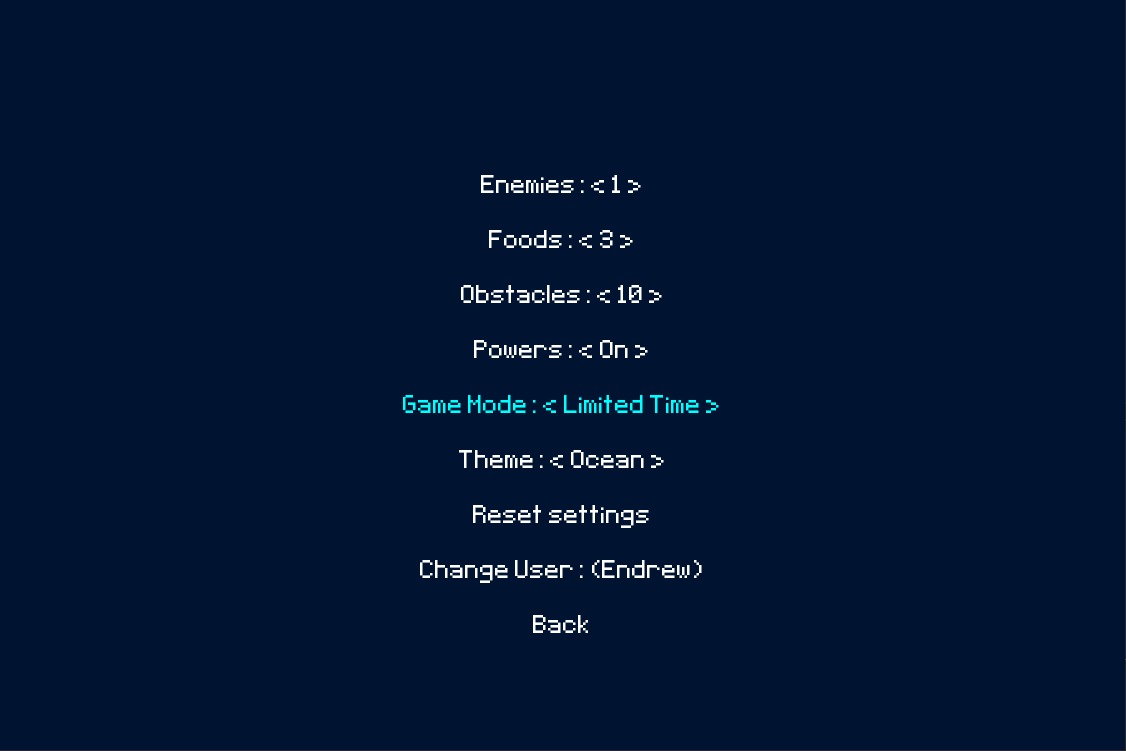 Enemies : < 1 >
Foods : < 3 >
Obstacles : < 10 >
Powers : < On >
Game Mode : < Limited Time >
Theme : < Ocean >
Reset settings
Change User : (Endrew)
Back